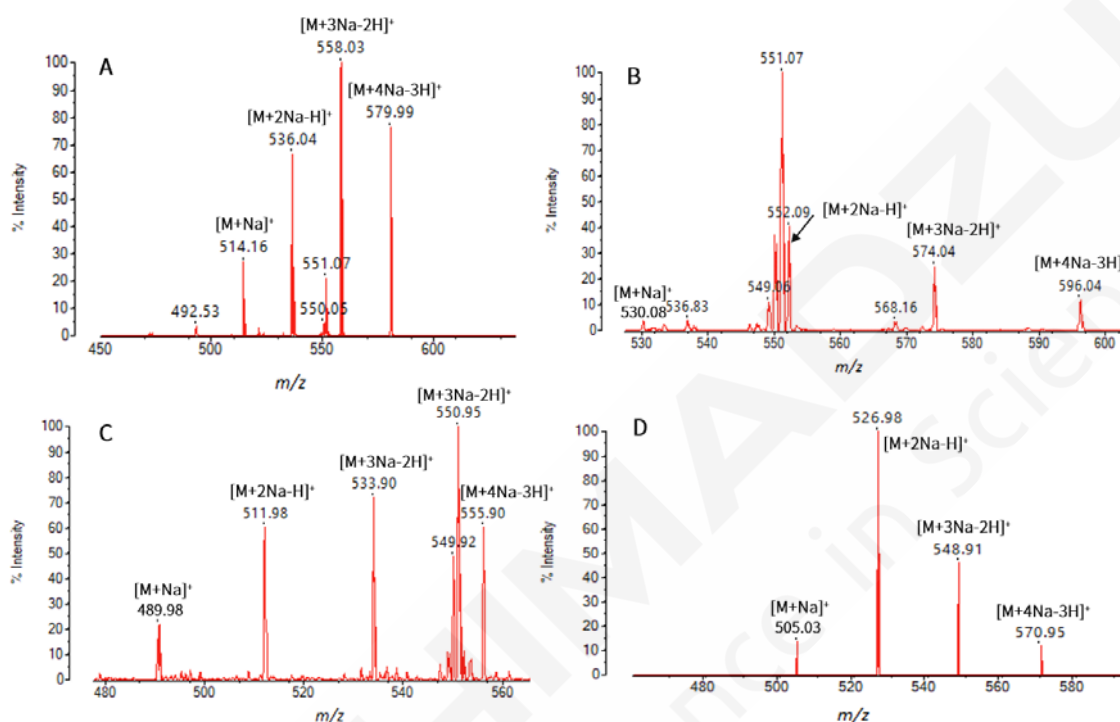 A
[M+3Na-2H]⁺
558.03
[M+4Na-3H]⁺
579.99
[M+2Na-H]⁺
536.04
[M+Na]⁺
514.16
551.07
550.05
492.53
100
90
80
70
60
50
40
30
20
10
0
% Intensity
450
500
550
600
m/z
B
551.07
552.09
[M+2Na-H]⁺
[M+3Na-2H]⁺
574.04
[M+4Na-3H]
596.04
[M+Na]⁺
530.08
536.83
549.06
568.16
100
90
80
70
60
50
40
30
20
10
0
% Intensity
530
540
550
560
570
580
590
600
m/z
C
[M+3Na-2H]⁺
550.95
[M+3Na-2H]⁺
533.90
[M+4Na-3H]⁺
555.90
[M+2Na-H]⁺
511.98
549.92
[M+Na]⁺
489.98
100
90
80
70
60
50
40
30
20
10
0
% Intensity
480
500
520
540
560
m/z
D
526.98
[M+2Na-H]⁺
[M+3Na-2H]⁺
548.91
[M+Na]⁺
505.03
[M+4Na-3H]⁺
570.95
100
90
80
70
60
50
40
30
20
10
0
% Intensity
480
500
520
540
560
580
m/z
HIMADZU
ence in Scien